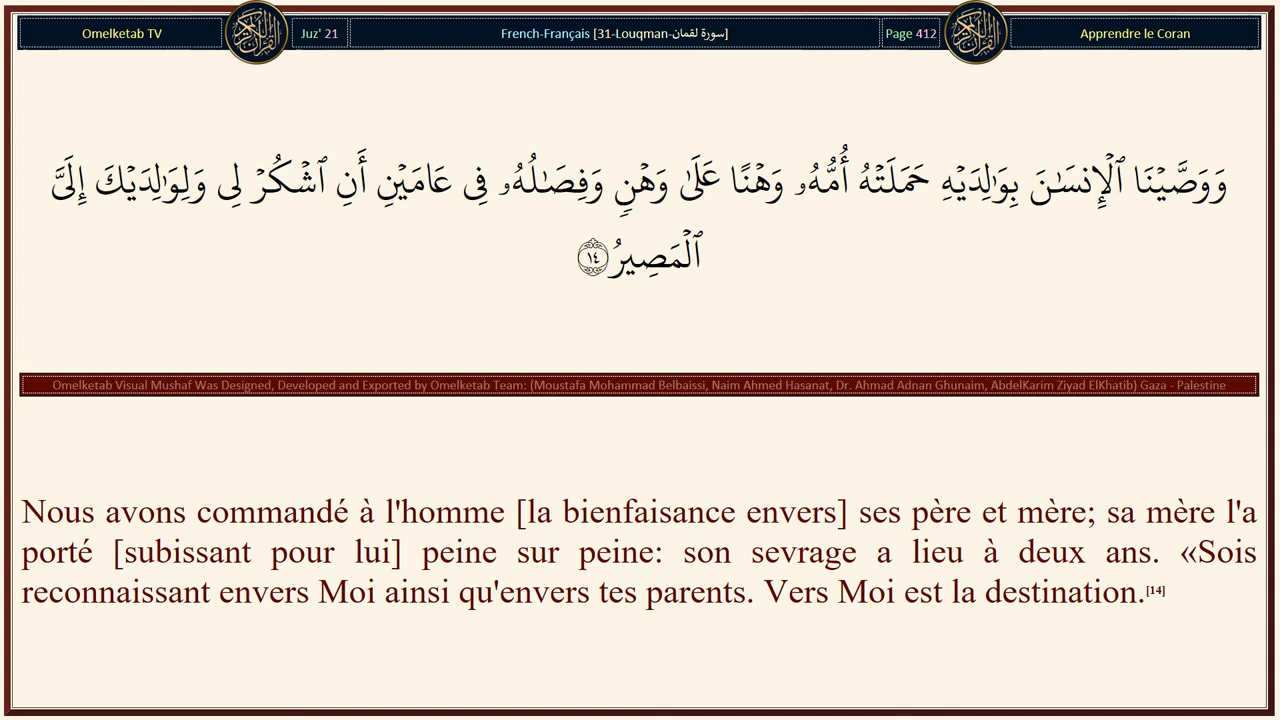 Omelketab TV
Juz' 21
French-Français [31-Louqman-سورة لقمان]
Page 412
Apprendre le Coran
وَوَصَّيْنَا ٱلْإِنسَٰنَ بِوَٰلِدَيْهِ حَمَلَتْهُ أُمُّهُۥ وَهْنًا عَلَىٰ وَهْنٍ وَفِصَٰلُهُۥ فِى عَامَيْنِ أَنِ ٱشْكُرْ لِى وَلِوَٰلِدَيْكَ إِلَىَّ
ٱلْمَصِيرُ ١٤
Omelketab Visual Mushaf Was Designed, Developed and Exported by Omelketab Team: (Moustafa Mohammad Belbaissi, Naim Ahmed Hasanat, Dr. Ahmad Adnan Ghunaim, AbdelKarim Ziyad ElKhatib) Gaza - Palestine
Nous avons commandé à l'homme [la bienfaisance envers] ses père et mère; sa mère l'a
porté [subissant pour lui] peine sur peine: son sevrage a lieu à deux ans. «Sois
reconnaissant envers Moi ainsi qu'envers tes parents. Vers Moi est la destination.[14]